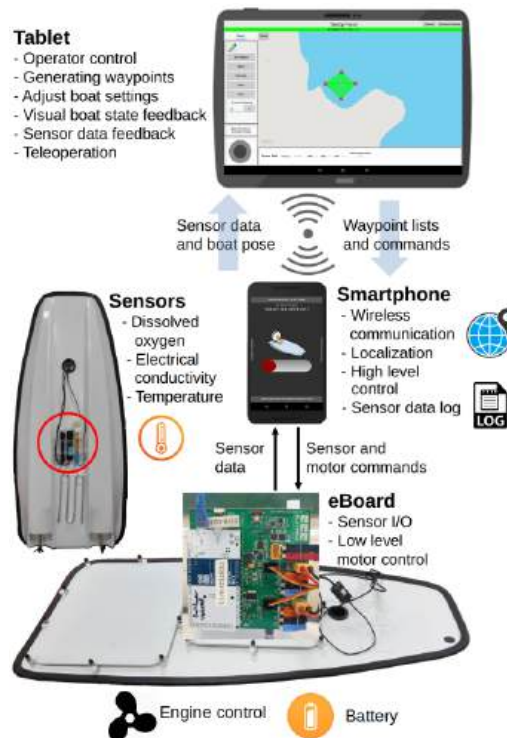 Tablet
- Operator control
- Generating waypoints
- Adjust boat settings
- Visual boat state feedback
- Sensor data feedback
- Teleoperation
Sensor data
and boat pose
Waypoint lists
and commands
Sensors
- Dissolved
oxygen
- Electrical
conductivity
- Temperature
Smartphone
- Wireless
communication
- Localization
- High level
control
- Sensor data log
LOG
Sensor
data
Sensor and
motor commands
eBoard
- Sensor I/O
- Low level
motor control
Engine control
Battery